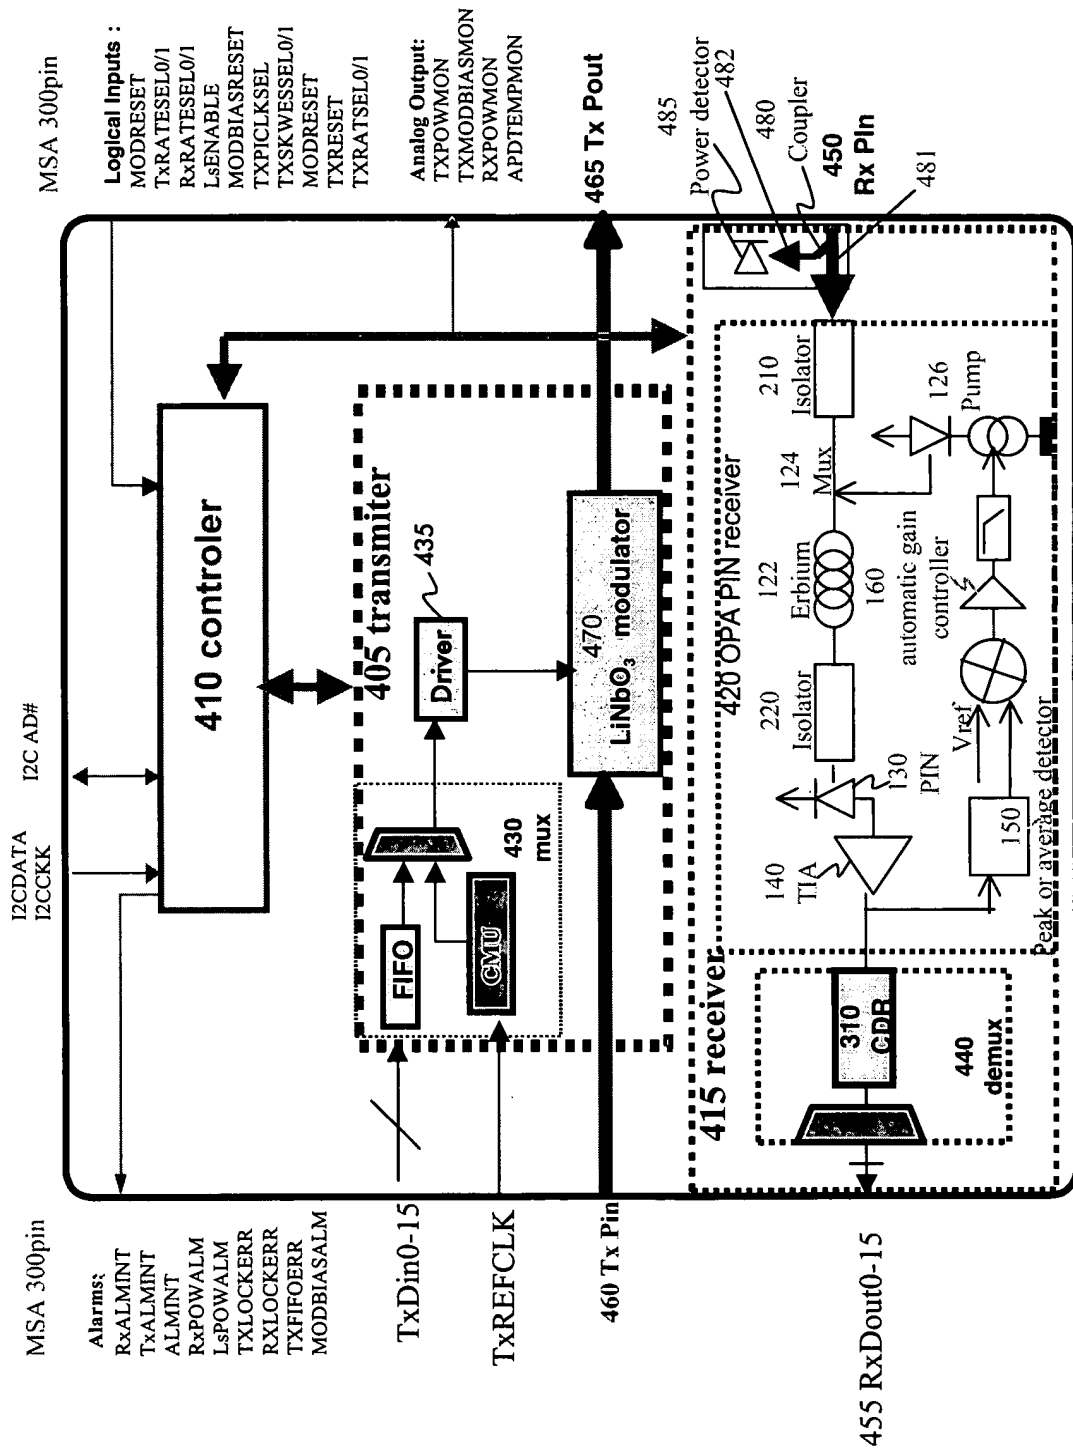 MSA 300pin
Alarms:
RxALMINT
TxALMINT
ALMINT
RxPOWALM
LsPOWALM
TXLOCKERR
RXLOCKERR
TXFIFOERR
MODBIASALM
TxDin0-15
TxREFCLK
460 Tx Pin
455 RxDout0-15
I2CDATA
I2CCKK
I2C AD#
410 controler
405 transmiter
FIFO
CMU
430
mux
Driver
435
470
LiNbO3 modulator
415 receiver
310
CDR
440
demux
420 OPA PIN receiver
140
TIA
130
PIN
220
Isolator
122
Erbium
160
124
Mux
210
Isolator
126
Pump
automatic gain
controller
Vref
150
Peak or average detector
MSA 300pin
Logical Inputs :
MODRESET
TxRATESEL0/1
RxRATESEL0/1
LsENABLE
MODBIASRESET
TXPICLKSEL
TXSKWESSEL0/1
MODRESET
TXRESET
TXRATSEL0/1
Analog Output:
TXPOWMON
TXMODBIASMON
RXPOWMON
APDTEMPMON
465 Tx Pout
485
Power detector
482
480
Coupler
450
Rx PIn
481